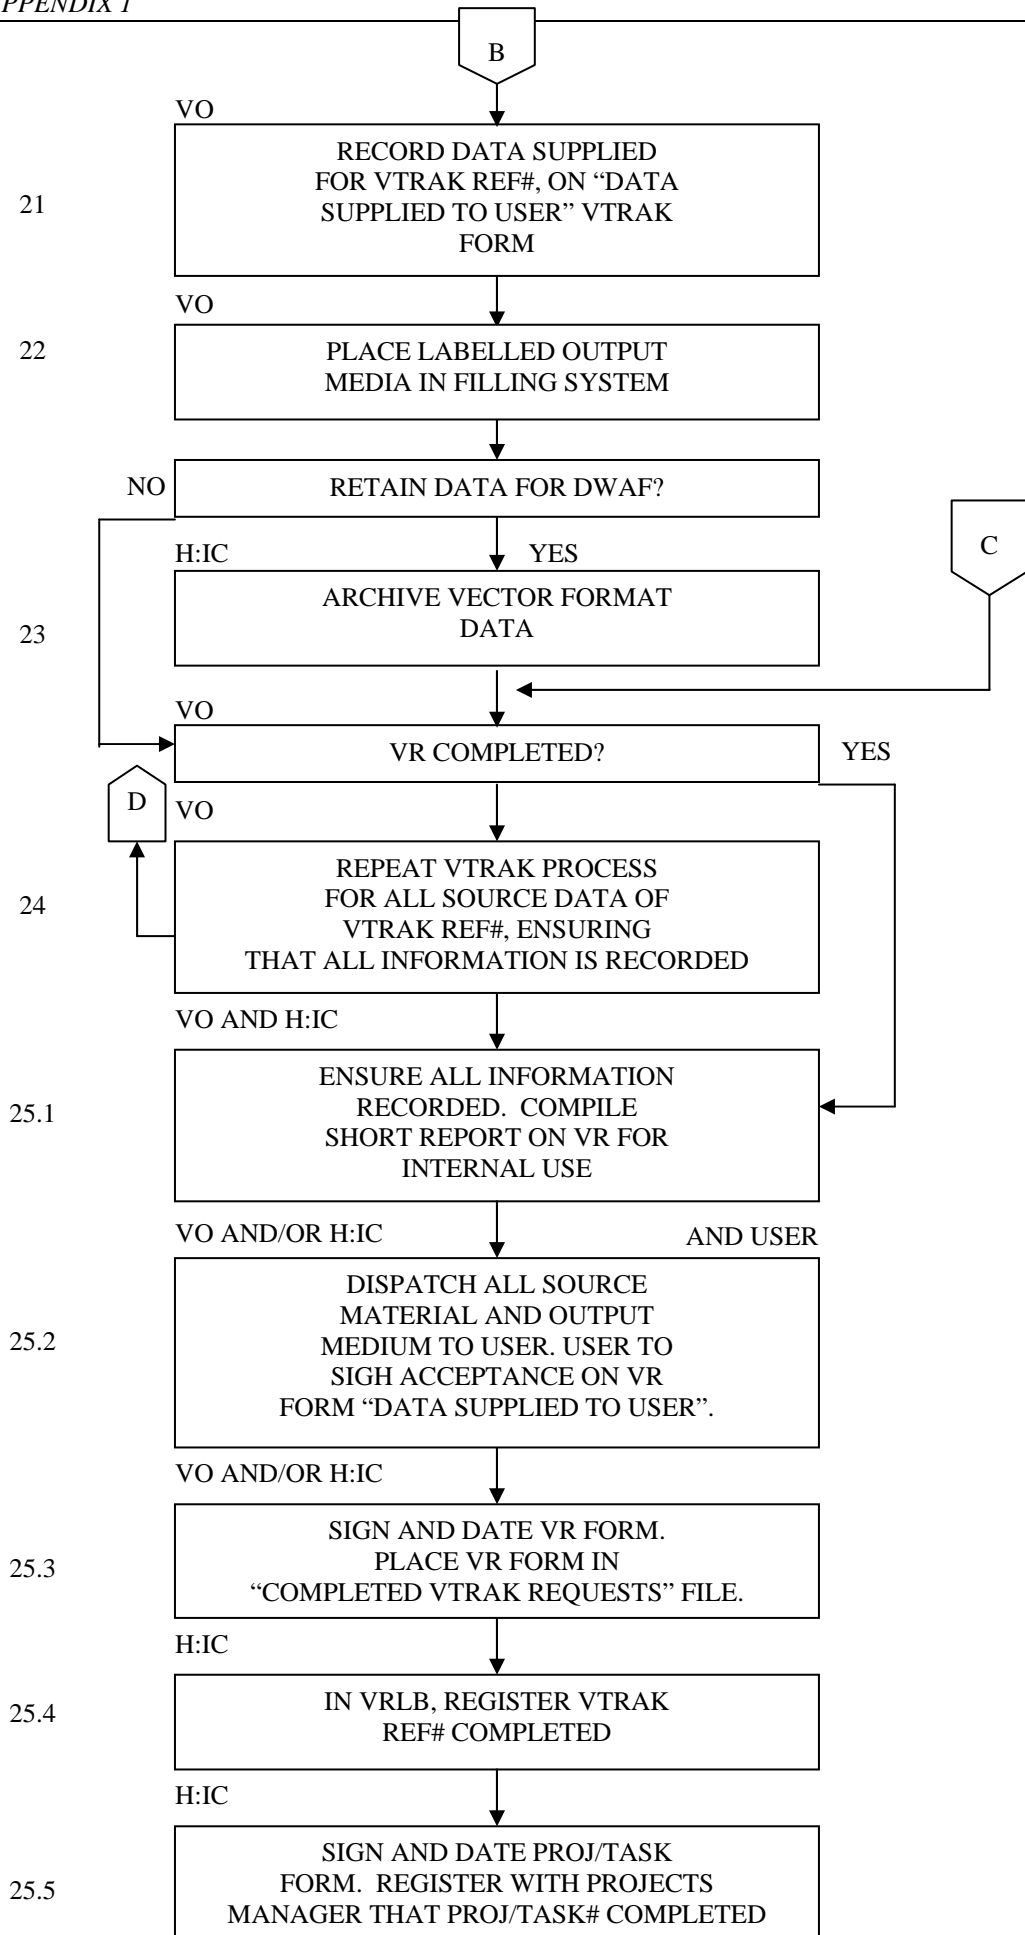 PPENDIX 1
B
VO
RECORD DATA SUPPLIED
FOR VTRAK REF#, ON “DATA
SUPPLIED TO USER” VTRAK
FORM
21
VO
22
PLACE LABELLED OUTPUT
MEDIA IN FILLING SYSTEM
NO
RETAIN DATA FOR DWAF?
C
H:IC
YES
ARCHIVE VECTOR FORMAT
DATA
23
VO
VR COMPLETED?
YES
D
VO
REPEAT VTRAK PROCESS
FOR ALL SOURCE DATA OF
VTRAK REF#, ENSURING
THAT ALL INFORMATION IS RECORDED
24
VO AND H:IC
ENSURE ALL INFORMATION
RECORDED.  COMPILE
SHORT REPORT ON VR FOR
INTERNAL USE
25.1
VO AND/OR H:IC
AND USER
DISPATCH ALL SOURCE
MATERIAL AND OUTPUT
MEDIUM TO USER. USER TO
SIGH ACCEPTANCE ON VR
FORM “DATA SUPPLIED TO USER”.
25.2
VO AND/OR H:IC
SIGN AND DATE VR FORM.
PLACE VR FORM IN
“COMPLETED VTRAK REQUESTS” FILE.
25.3
H:IC
IN VRLB, REGISTER VTRAK
REF# COMPLETED
25.4
H:IC
SIGN AND DATE PROJ/TASK
FORM.  REGISTER WITH PROJECTS
MANAGER THAT PROJ/TASK# COMPLETED
25.5